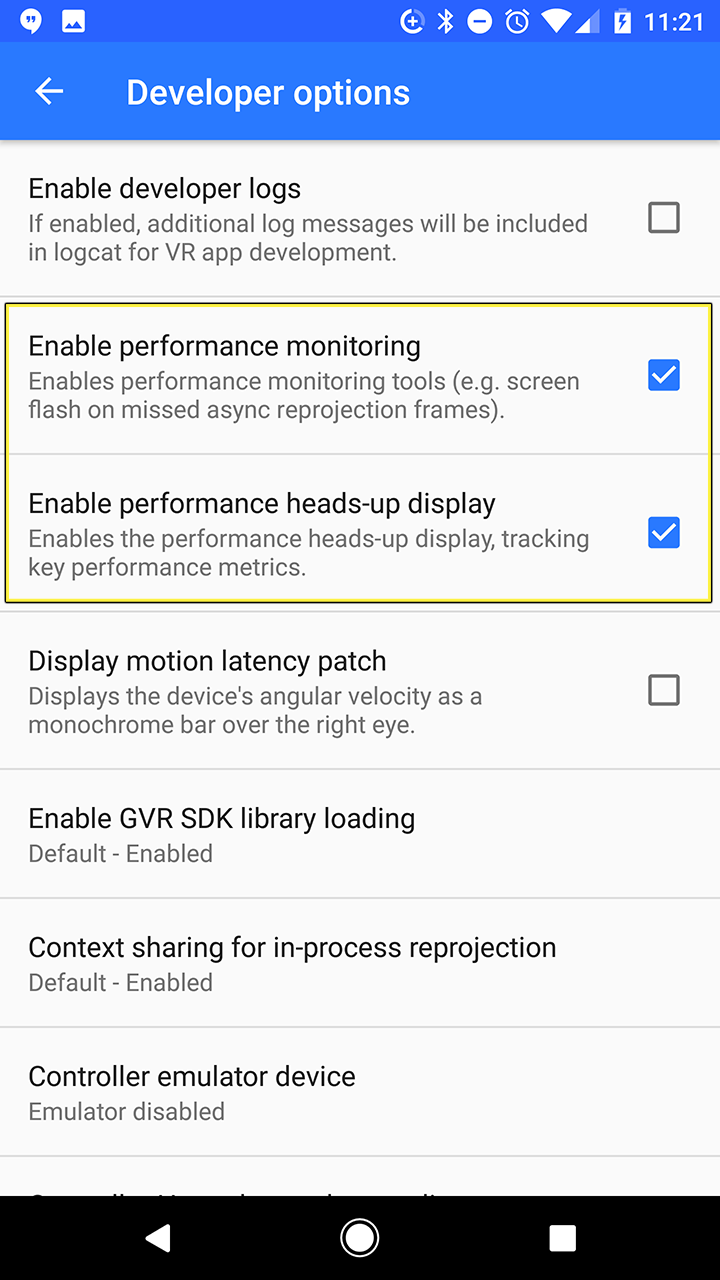 11:21
Developer options
Enable developer logs
If enabled, additional log messages will be included
in logcat for VR app development.
Enable performance monitoring
Enables performance monitoring tools (e.g. screen
flash on missed async reprojection frames).
Enable performance heads-up display
Enables the performance heads-up display, tracking
key performance metrics.
Display motion latency patch
Displays the device's angular velocity as a
monochrome bar over the right eye.
Enable GVR SDK library loading
Default - Enabled
Context sharing for in-process reprojection
Default - Enabled
Controller emulator device
Emulator disabled